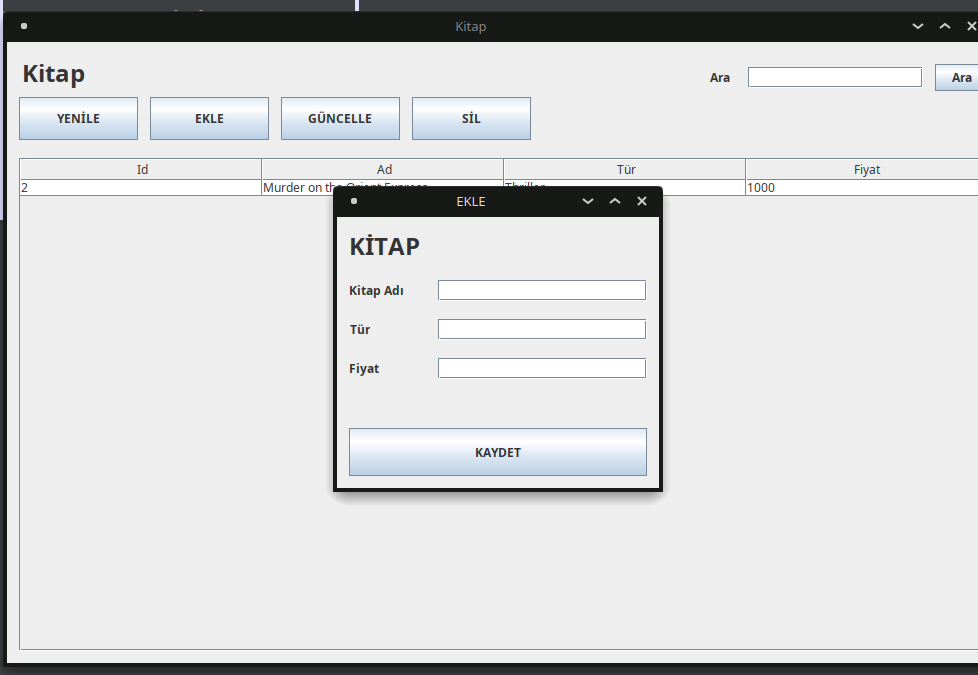 Kitap
Kitap
Ara
Ara
YENİLE
EKLE
GÜNCELLE
SİL
Id
Ad
Tür
Fiyat
2
Murder on the Orient Express
Thriller
1000
EKLE
KİTAP
Kitap Adı
Tür
Fiyat
KAYDET